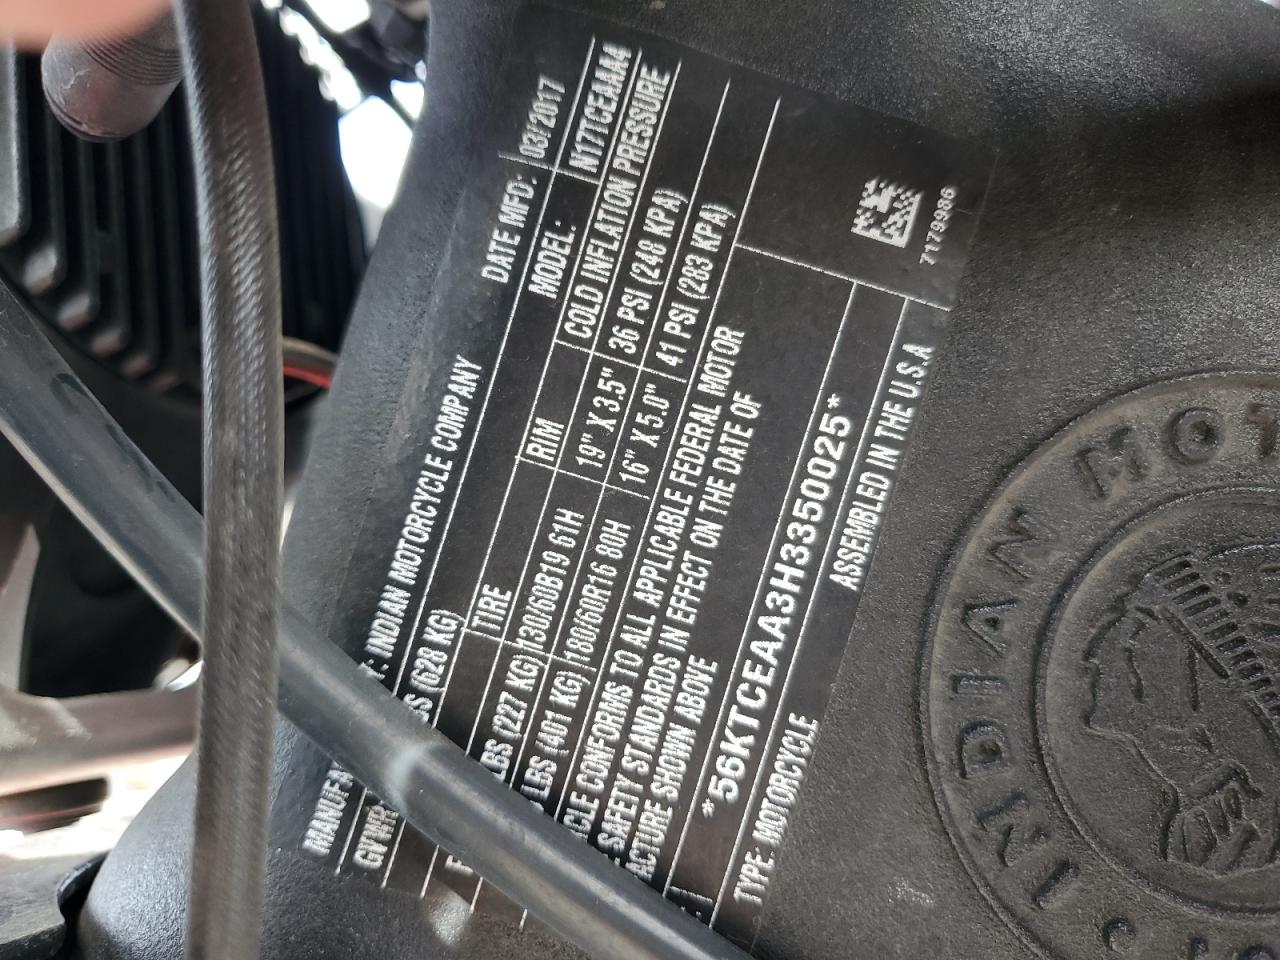 MANUFA T: INDIAN MOTORCYCLE COMPANY DATE MFD: 03/2017
GVWR BS (628 KG) MODEL: N17TCEAAA4
TIRE RIM COLD INFLATION PRESSURE
LBS (227 KG) 130/60B19 61H 19" X 3.5" 36 PSI (248 KPA)
LBS (401 KG) 180/60R16 80H 16" X 5.0" 41 PSI (283 KPA)
CLE CONFORMS TO ALL APPLICABLE FEDERAL MOTOR
SAFETY STANDARDS IN EFFECT ON THE DATE OF
ACTURE SHOWN ABOVE
*56KTCEAA3H3350025*
TYPE: MOTORCYCLE ASSEMBLED IN THE U.S.A
7179986
INDIAN MOT